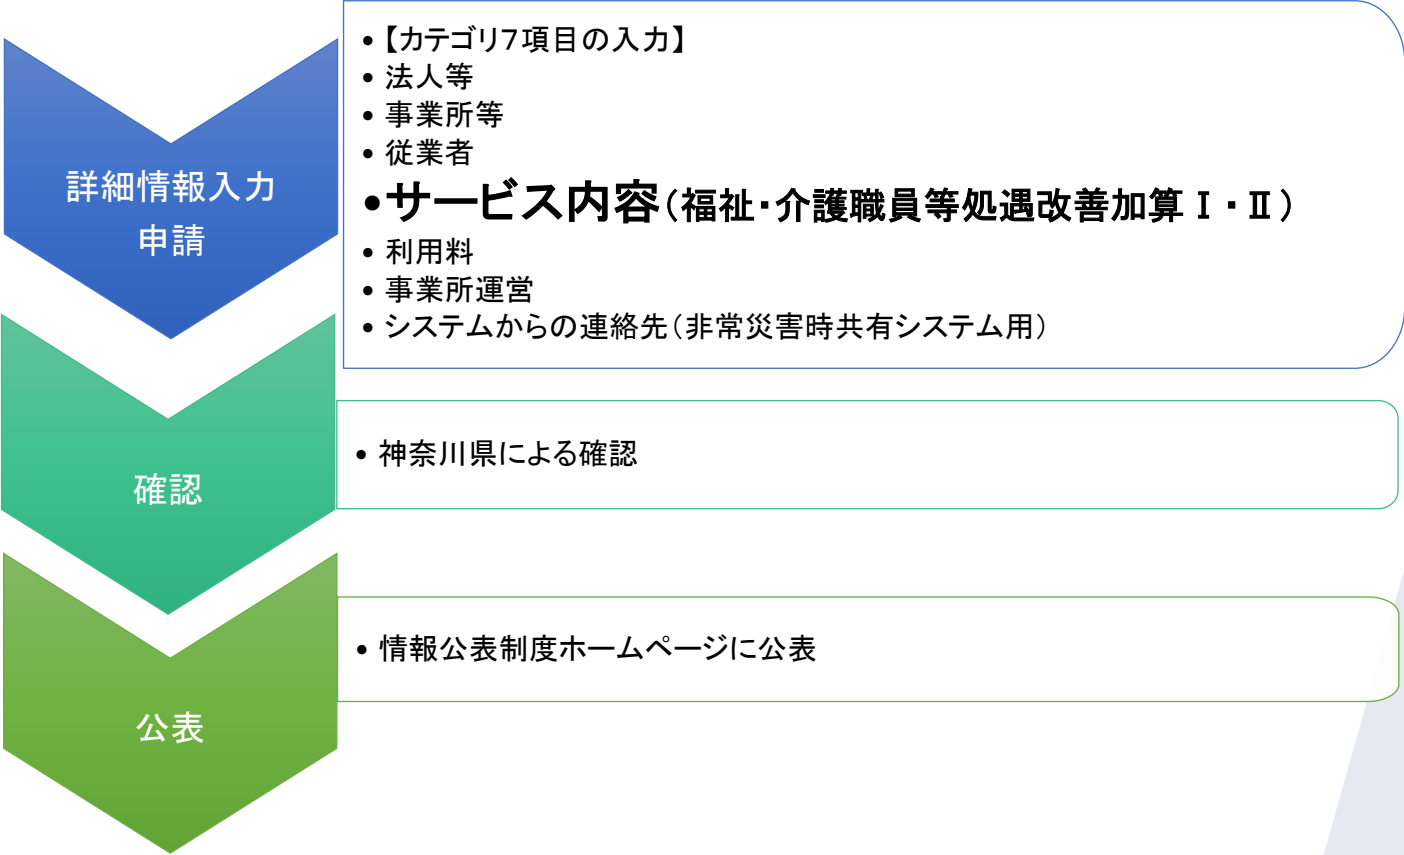 詳細情報入力
申請
• 【カテゴリ7項目の入力】
• 法人等
• 事業所等
• 従業者
•サービス内容（福祉・介護職員等処遇改善加算Ⅰ・Ⅱ）
• 利用料
• 事業所運営
• システムからの連絡先（非常災害時共有システム用）
確認
• 神奈川県による確認
公表
• 情報公表制度ホームページに公表